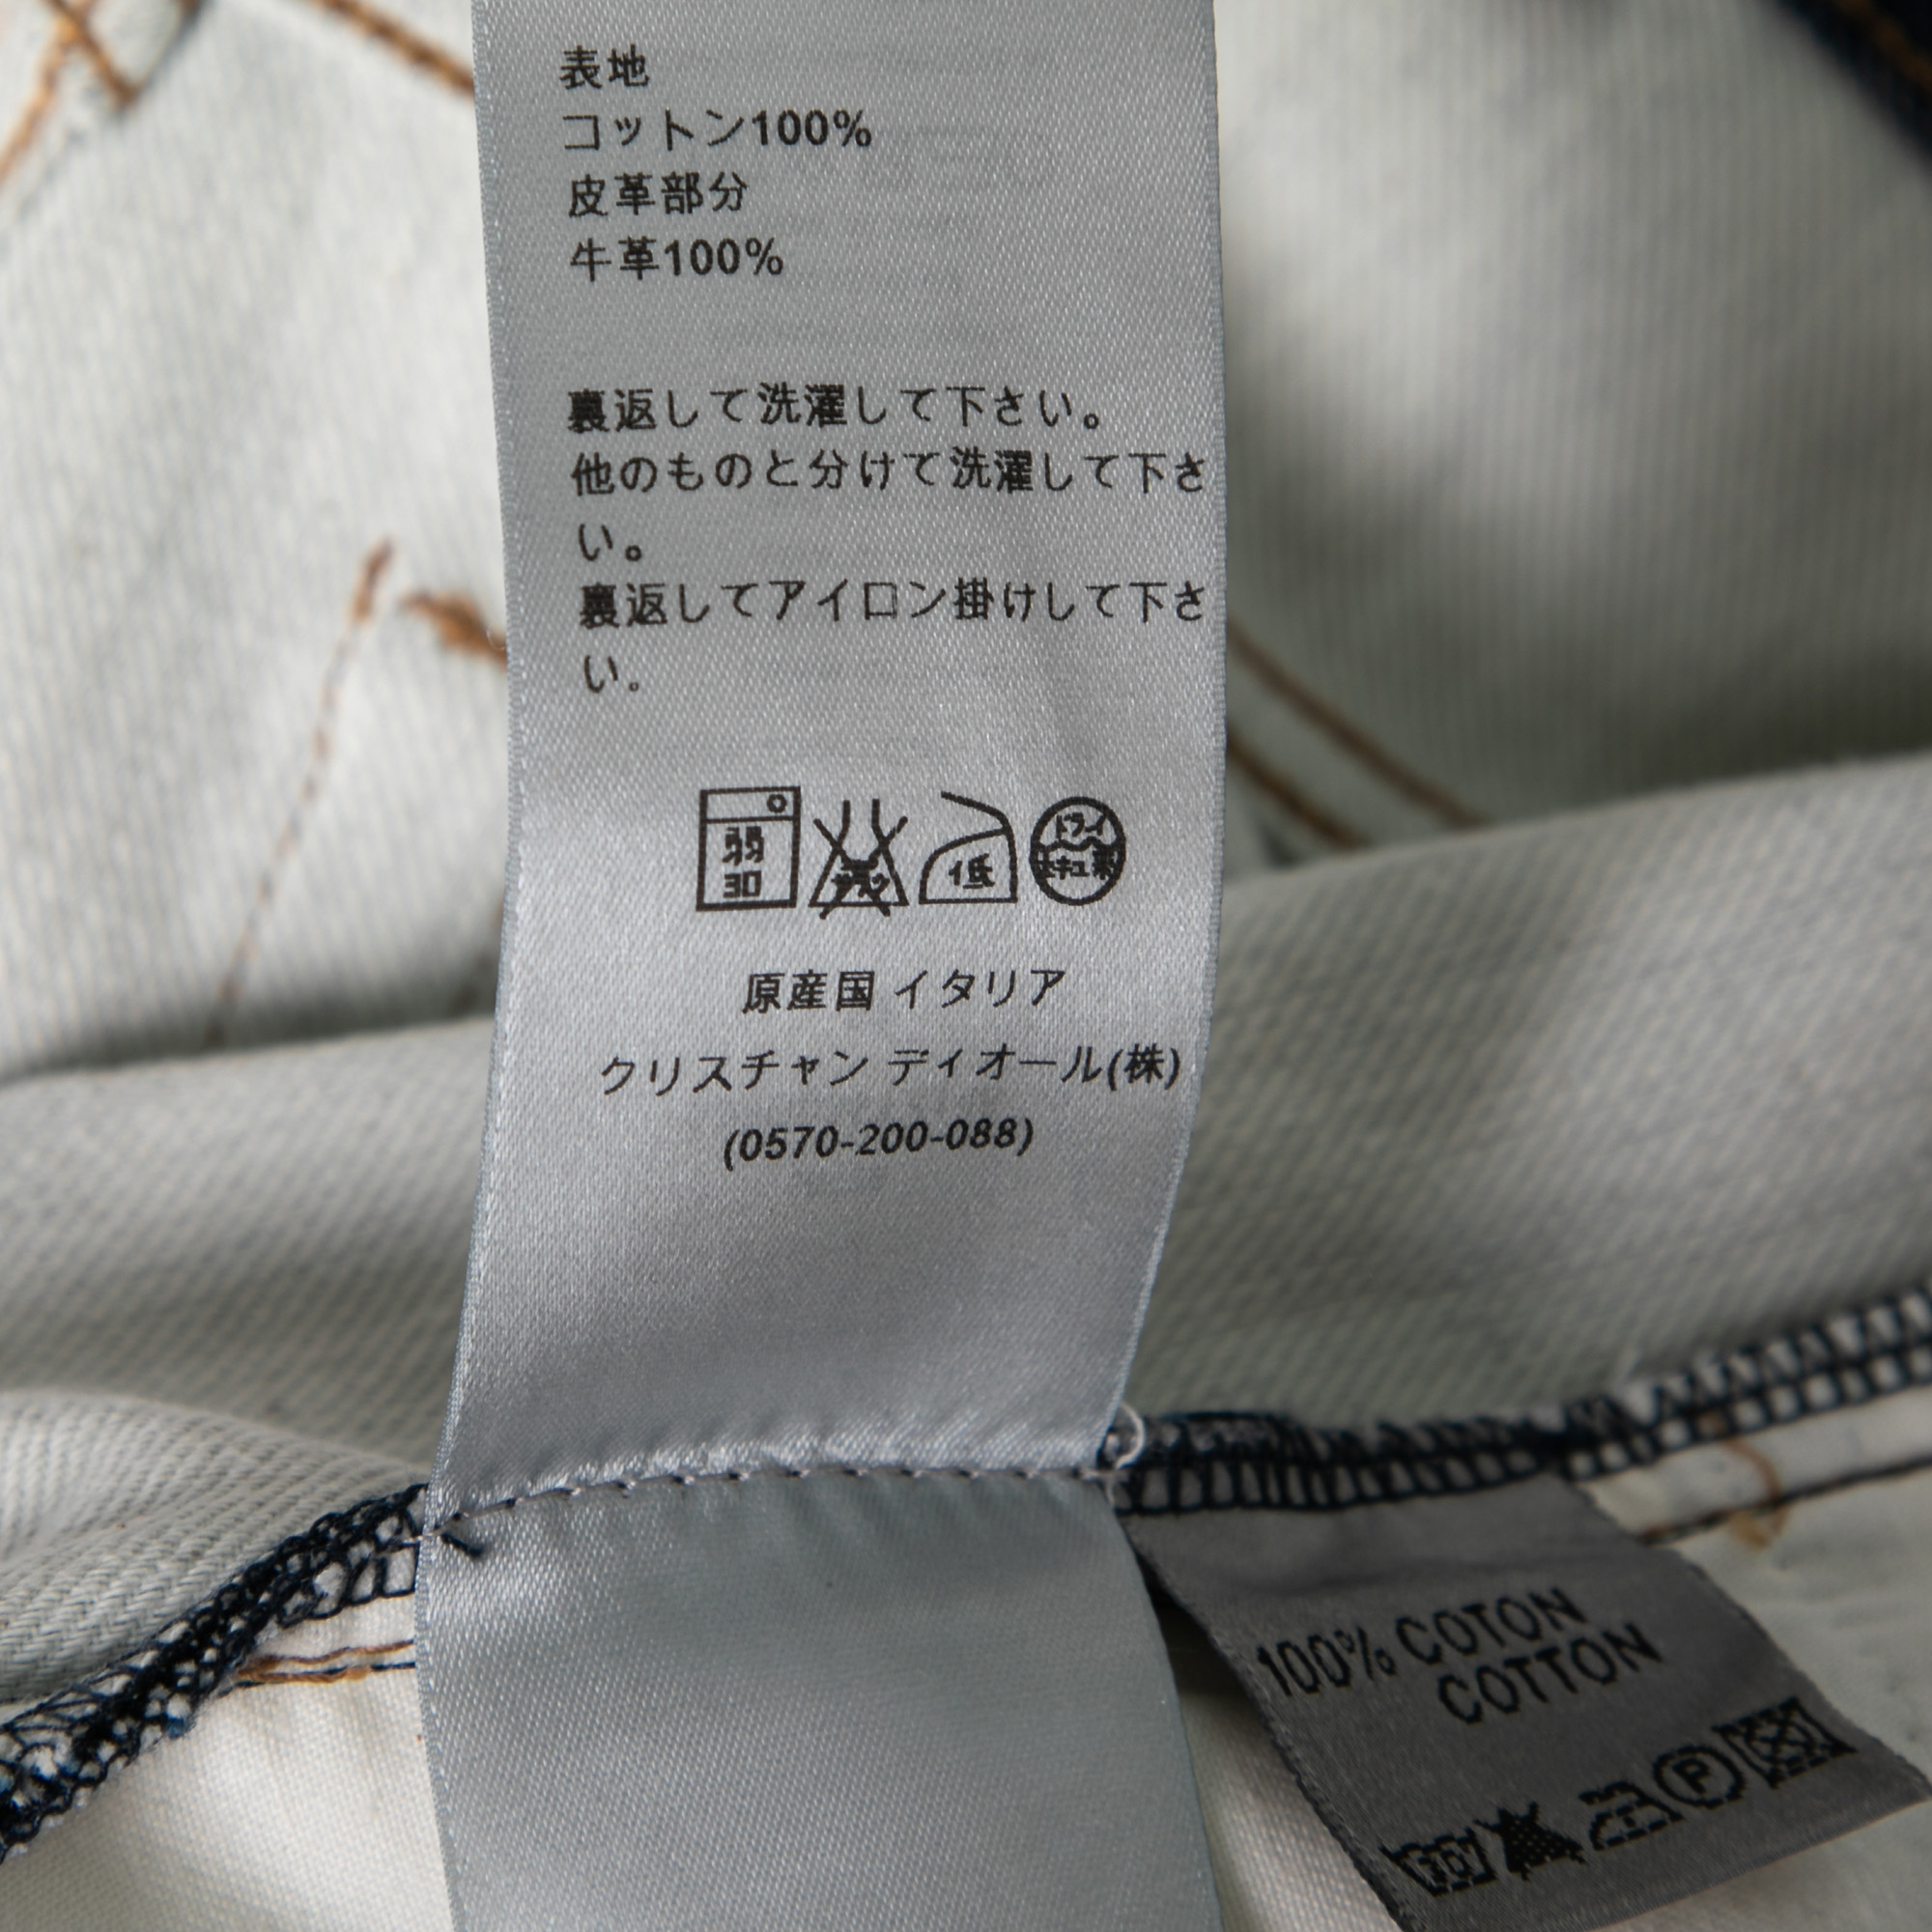 表地
コットン100%
皮革部分
牛革100%
裏返して洗濯して下さい。
他のものと分けて洗濯して下さ
い。
裏返してアイロン掛けして下さ
い。
弱
30
低
ドライ
原産国 イタリア
クリスチャン ディオール(株)
(0570-200-088)
100% COTON
COTTON
P